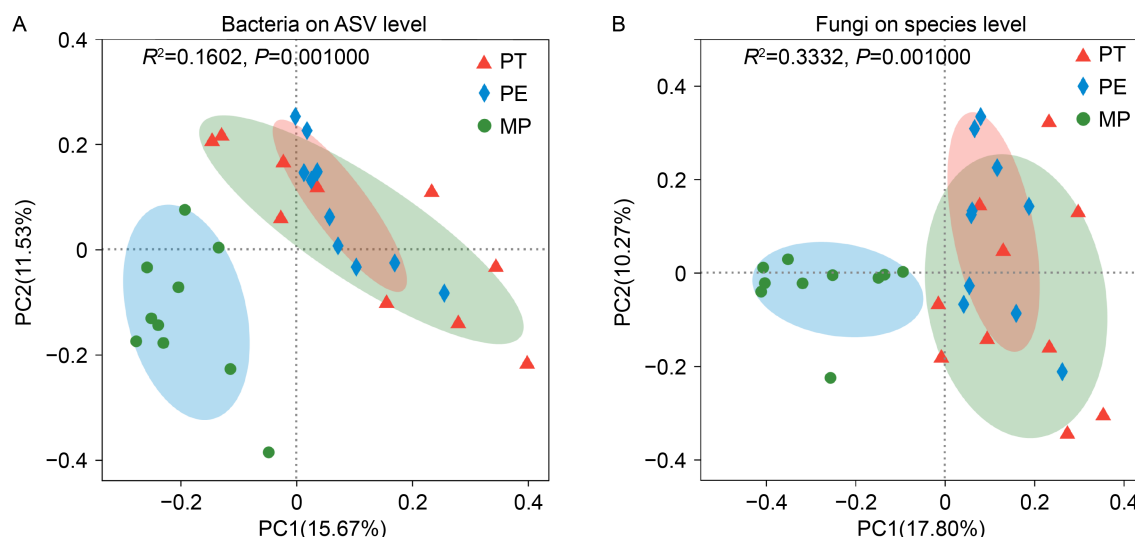 A
Bacteria on ASV level
R²=0.1602, P=0.001000
PT
PE
MP
0.4
0.2
0
−0.2
−0.4
PC2(11.53%)
−0.2
0
0.2
0.4
PC1(15.67%)
B
Fungi on species level
R²=0.3332, P=0.001000
PT
PE
MP
0.4
0.2
0
−0.2
−0.4
PC2(10.27%)
−0.4
−0.2
0
0.2
0.4
PC1(17.80%)